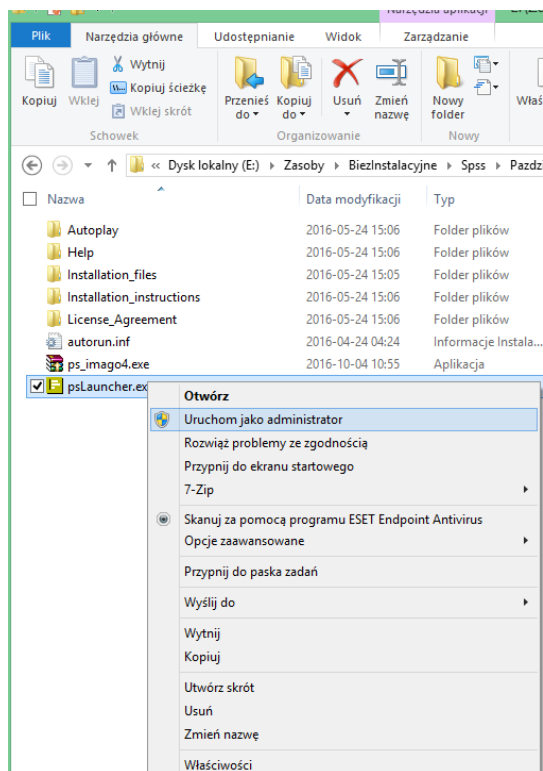 Narzędzia aplikacji
Plik Narzędzia główne Udostępnianie Widok Zarządzanie
Kopiuj Wklej Wytnij
Kopiuj ścieżkę
Wklej skrót
Przenieś do Kopiuj do Usuń Zmień nazwę Nowy folder
Schowek Organizowanie Nowy
« Dysk lokalny (E:) Zasoby BiezInstalacyjne Spss
Nazwa Data modyfikacji Typ
Autoplay 2016-05-24 15:06 Folder plików
Help 2016-05-24 15:06 Folder plików
Installation_files 2016-05-24 15:05 Folder plików
Installation_instructions 2016-05-24 15:06 Folder plików
License_Agreement 2016-05-24 15:06 Folder plików
autorun.inf 2016-04-24 04:24 Informacje Instala...
ps_imago4.exe 2016-10-04 10:55 Aplikacja
psLauncher.ex
Otwórz
Uruchom jako administrator
Rozwiąż problemy ze zgodnością
Przypnij do ekranu startowego
7-Zip
Skanuj za pomocą programu ESET Endpoint Antivirus
Opcje zaawansowane
Przypnij do paska zadań
Wyślij do
Wytnij
Kopiuj
Utwórz skrót
Usuń
Zmień nazwę
Właściwości